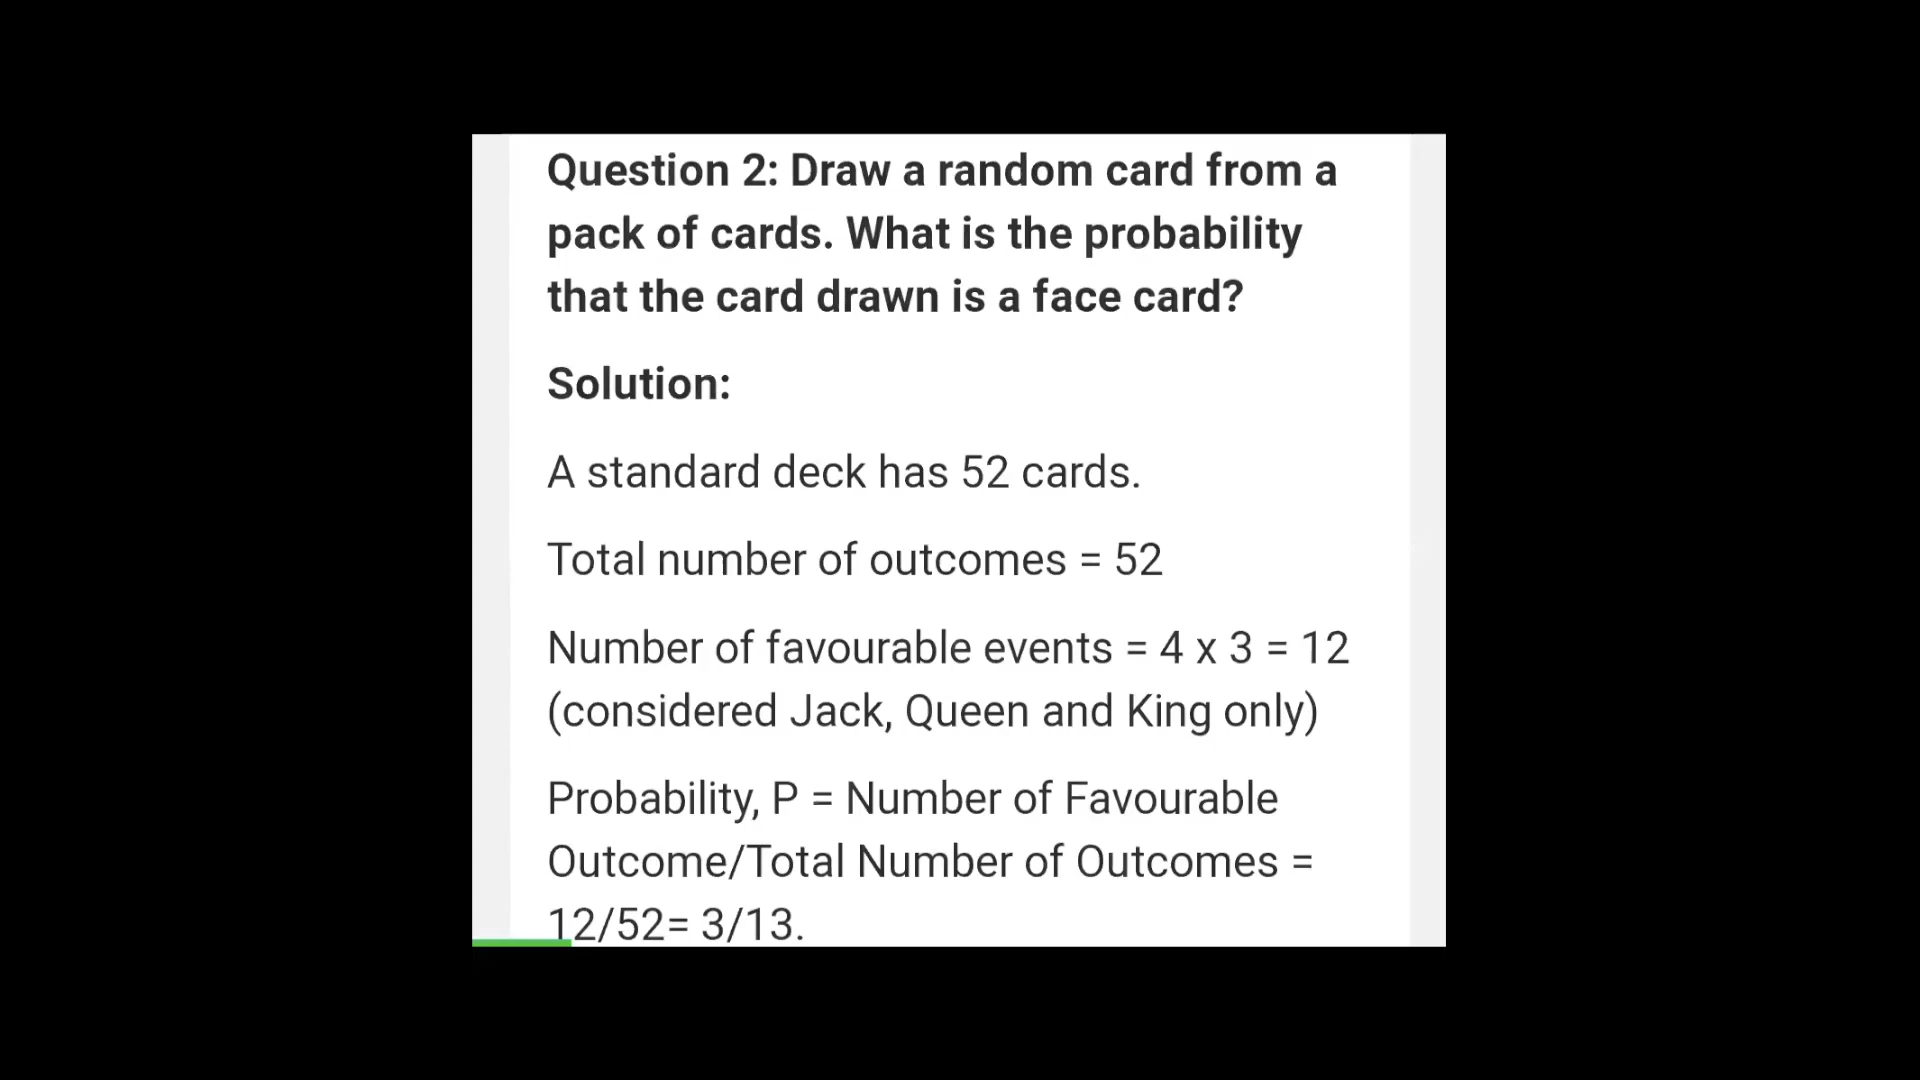 Question 2: Draw a random card from a
pack of cards. What is the probability
that the card drawn is a face card?
Solution:
A standard deck has 52 cards.
Total number of outcomes = 52
Number of favourable events = 4 x 3 = 12
(considered Jack, Queen and King only)
Probability, P = Number of Favourable
Outcome/Total Number of Outcomes =
12/52= 3/13.